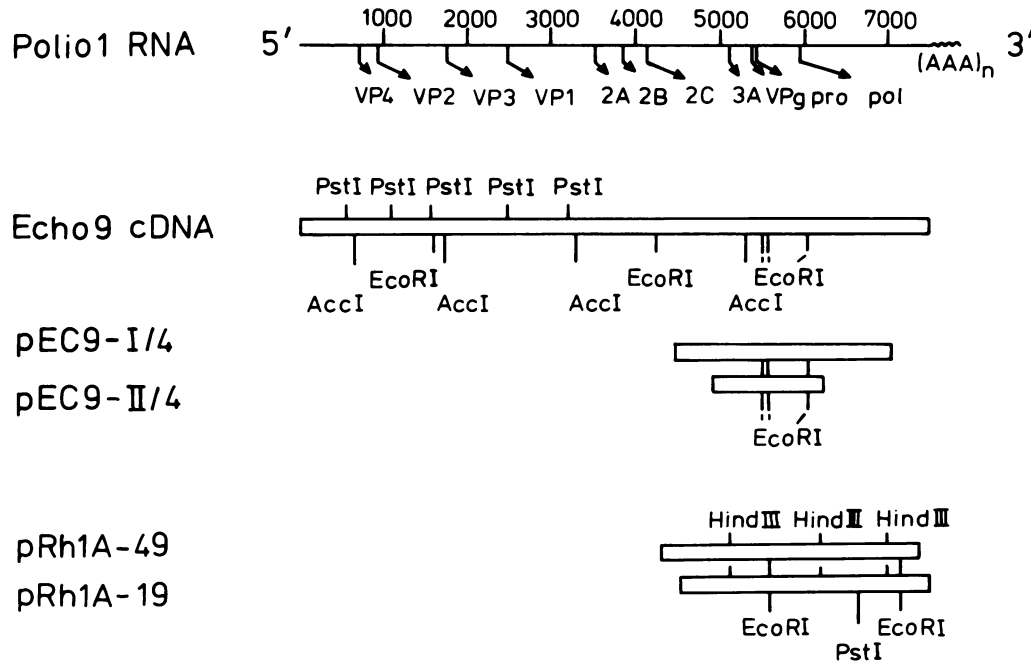 1000 2000 3000 4000 5000 6000 7000
Polio1 RNA 5′ 3′
(AAA)n
VP4 VP2 VP3 VP1 2A 2B 2C 3A VPg pro pol
PstI PstI PstI PstI PstI
Echo9 cDNA
EcoRI EcoRI EcoRI
AccI AccI AccI AccI
pEC9-I/4
pEC9-II/4
EcoRI
HindIII HindIII HindIII
pRh1A-49
pRh1A-19
EcoRI EcoRI
PstI